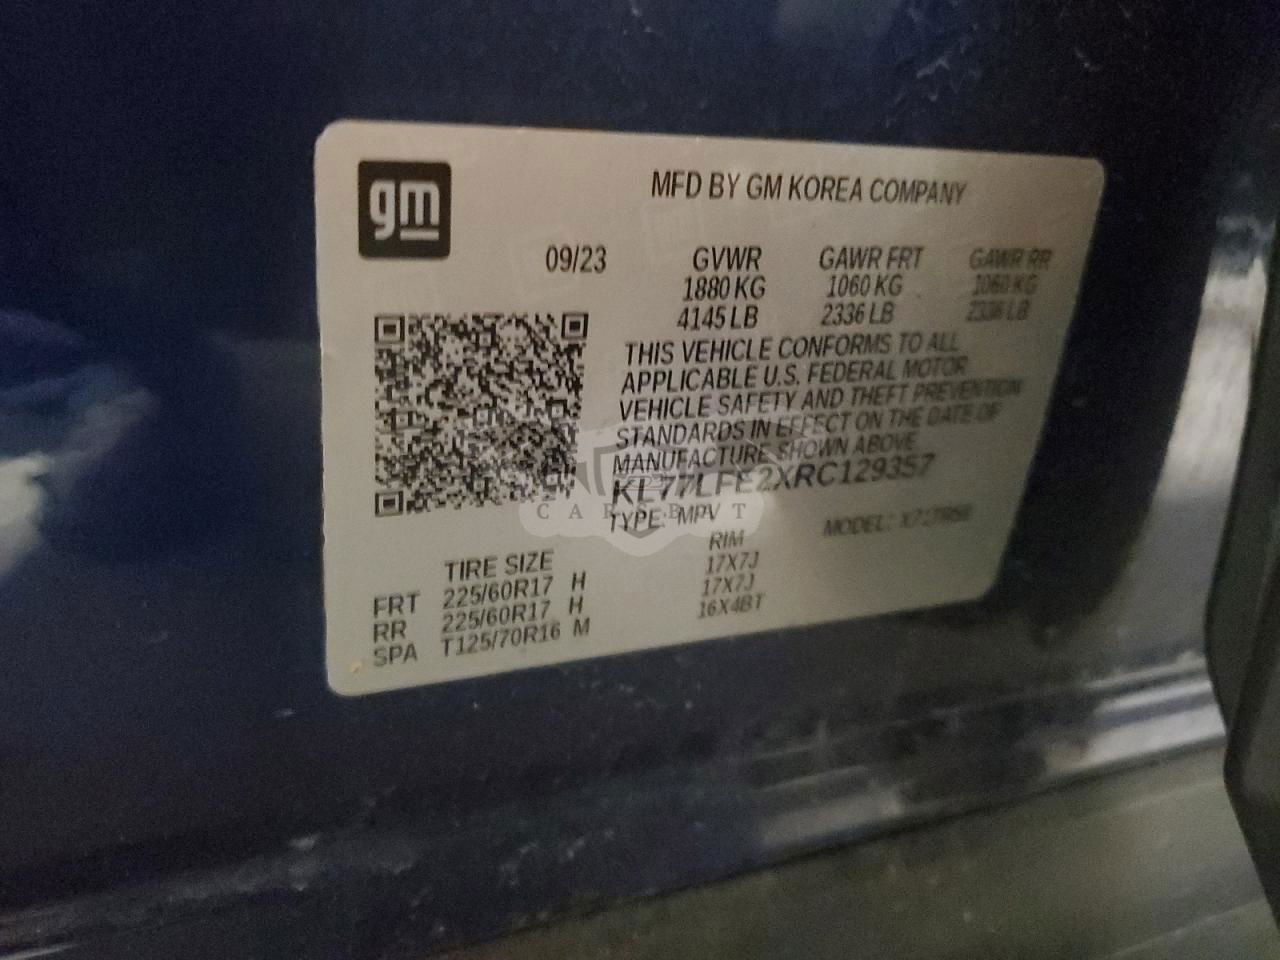 gm
MFD BY GM KOREA COMPANY
09/23 GVWR GAWR FRT GAWR RR
1880 KG 1060 KG 1060 KG
4145 LB 2336 LB 2336 LB
THIS VEHICLE CONFORMS TO ALL
APPLICABLE U.S. FEDERAL MOTOR
VEHICLE SAFETY AND THEFT PREVENTION
STANDARDS IN EFFECT ON THE DATE OF
MANUFACTURE SHOWN ABOVE
KL77LFE2XRC129357
CARSBIT
TYPE: MPV MODEL:
TIRE SIZE RIM
FRT 225/60R17 H 17X7J
RR 225/60R17 H 17X7J
SPA T125/70R16 M 16X4BT